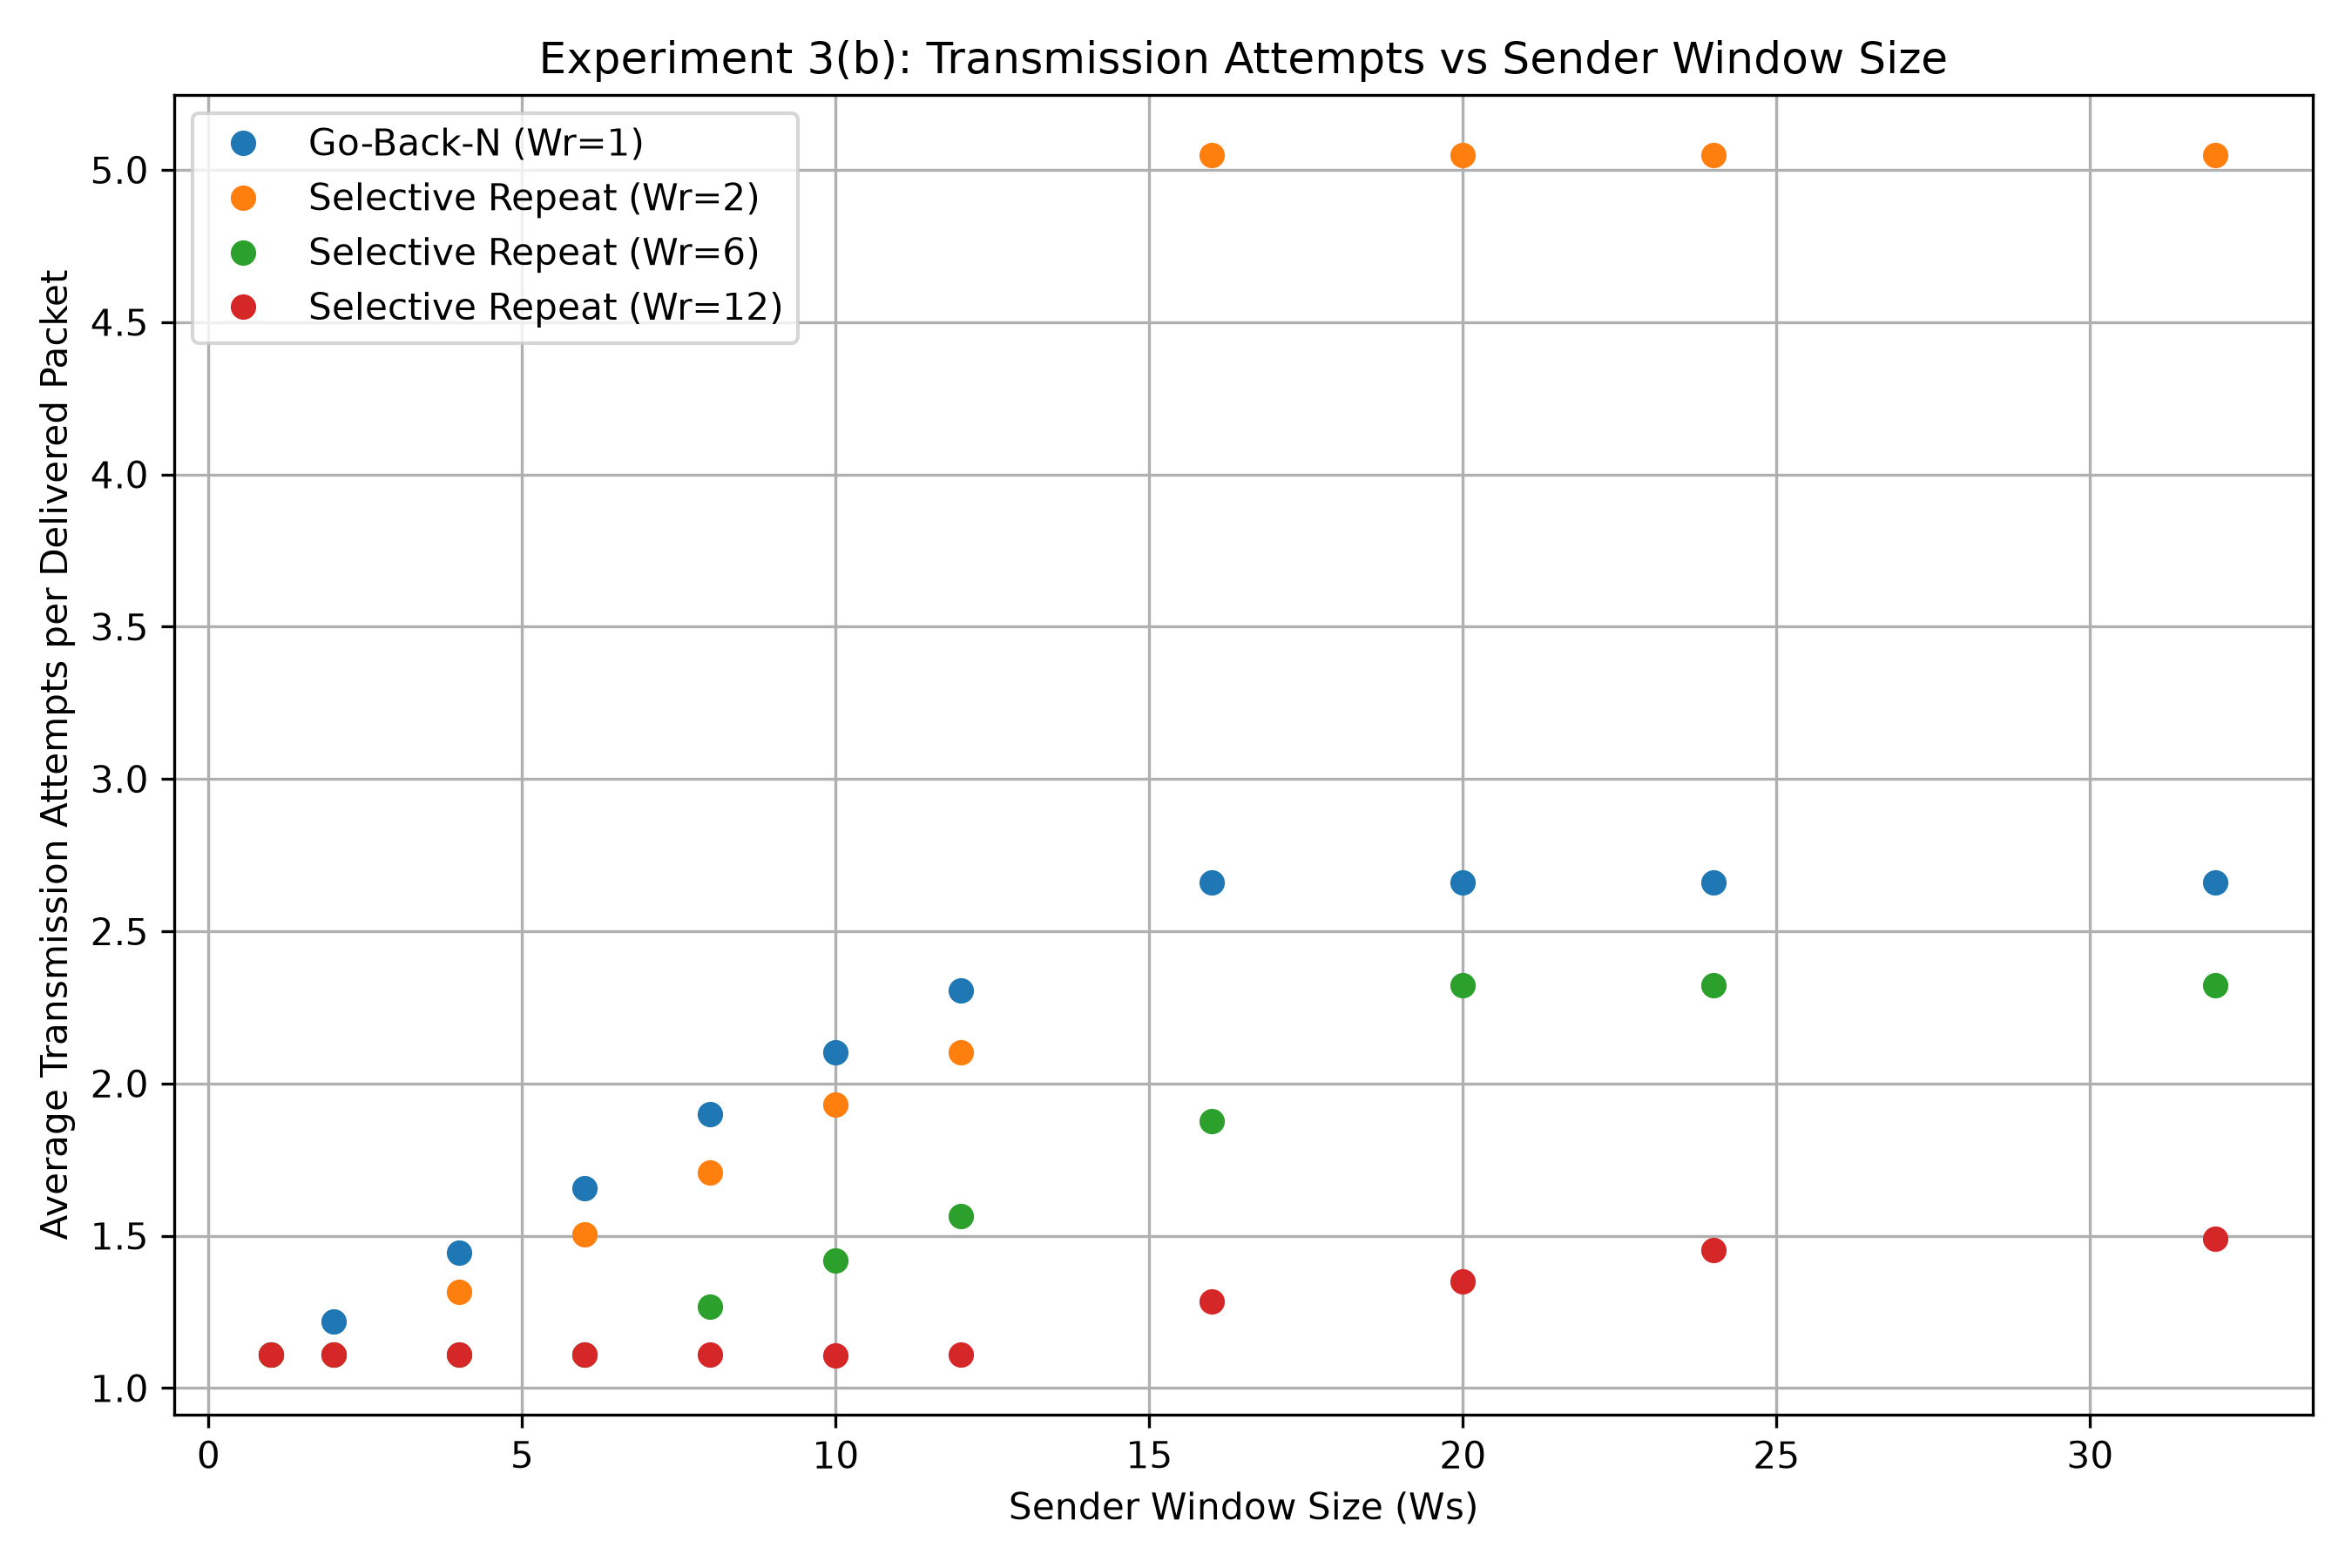 Experiment 3(b): Transmission Attempts vs Sender Window Size
Go-Back-N (Wr=1)
Selective Repeat (Wr=2)
Selective Repeat (Wr=6)
Selective Repeat (Wr=12)
Average Transmission Attempts per Delivered Packet
5.0
4.5
4.0
3.5
3.0
2.5
2.0
1.5
1.0
0 5 10 15 20 25 30
Sender Window Size (Ws)